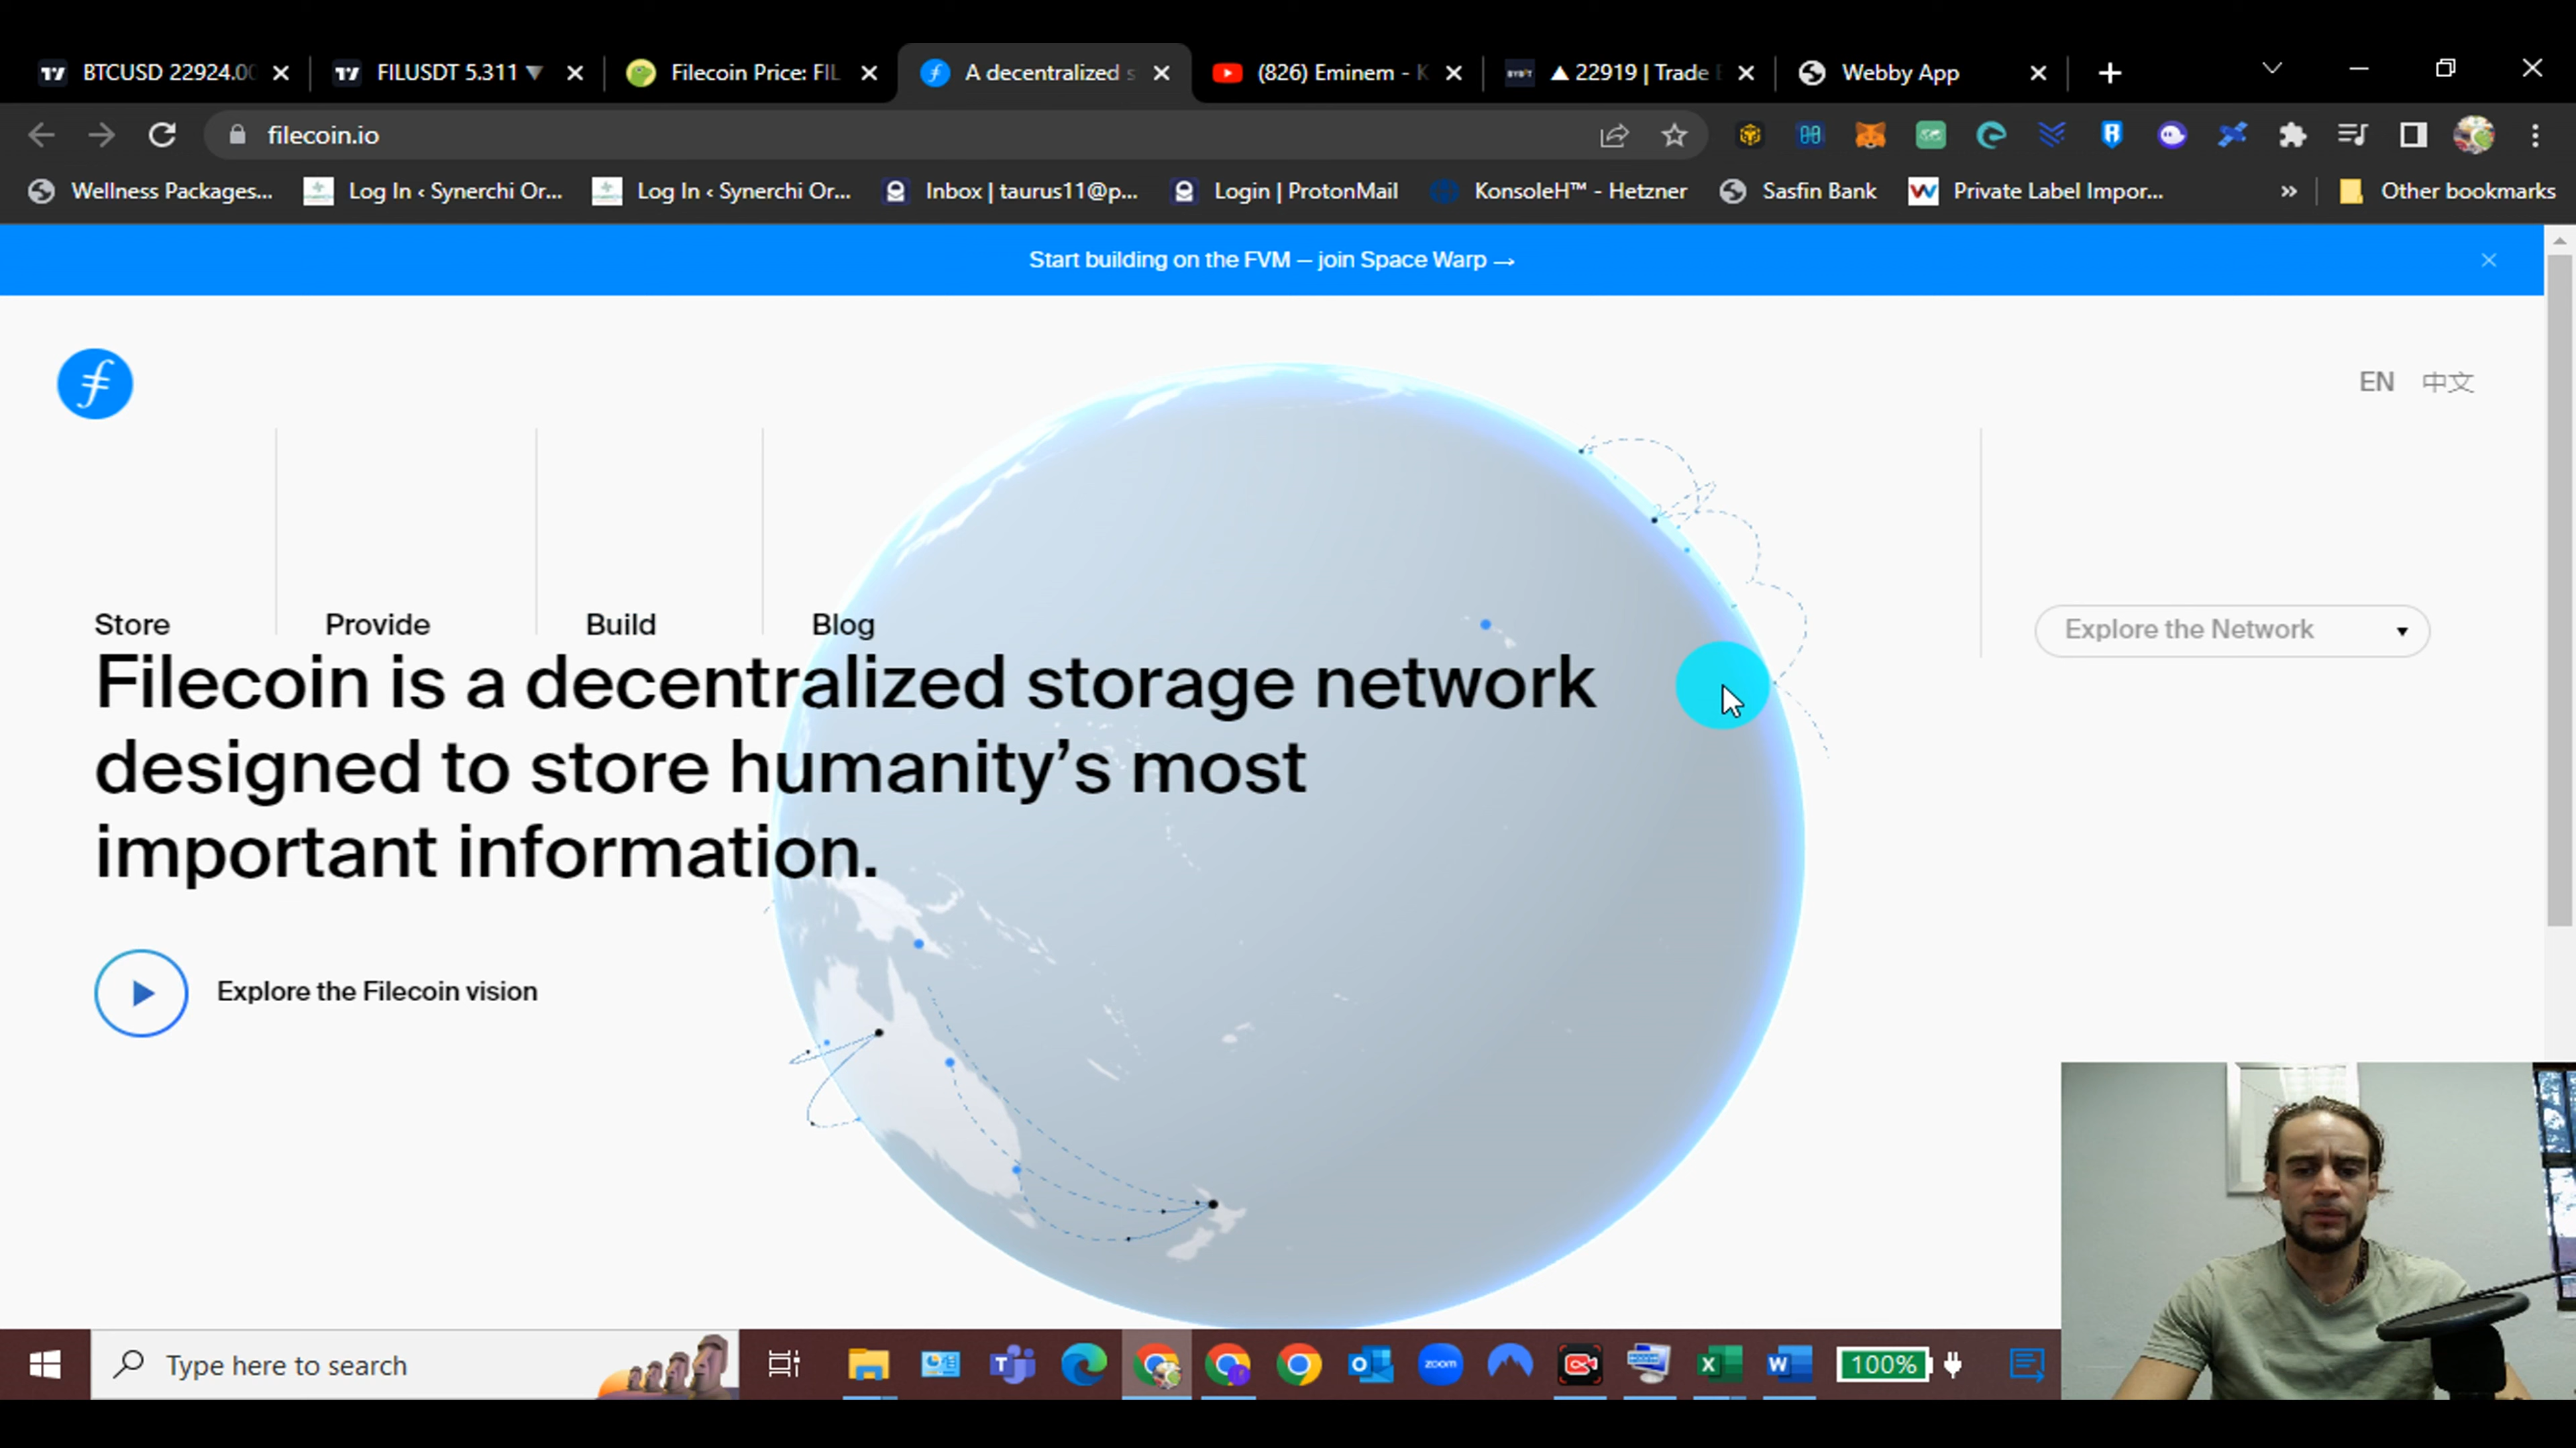 BTCUSD 22924.00
FILUSDT 5.311 ▼
Filecoin Price: FIL
A decentralized s
(826) Eminem - K
▲ 22919 | Trade
Webby App
filecoin.io
Wellness Packages...
Log In ‹ Synerchi Or...
Log In ‹ Synerchi Or...
Inbox | taurus11@p...
Login | ProtonMail
KonsoleH™ - Hetzner
Sasfin Bank
Private Label Impor...
»
Other bookmarks
Start building on the FVM — join Space Warp →
EN 中文
Store
Provide
Build
Blog
Explore the Network
Filecoin is a decentralized storage network
designed to store humanity's most
important information.
Explore the Filecoin vision
Type here to search
zoom
100%